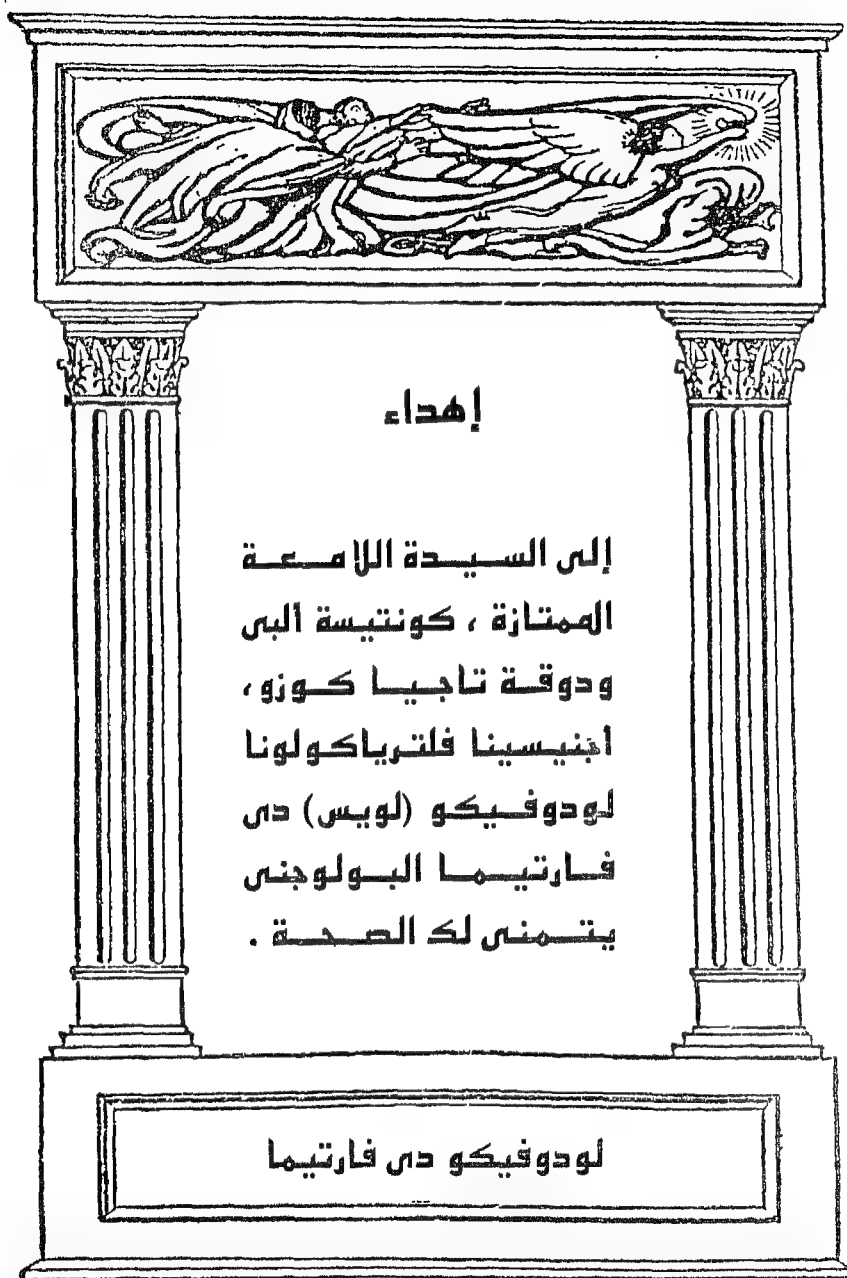 إهداء
إلى السيدة اللامعة
الممتازة ، كونتيسة ألبى
ودوقة تاجيا كوزو،
أجنيسينا فلترياكولونا
لودوفيكو (لويس) دى
فارتيما البولوجنى
يتمنى لك الصحة .
لودوفيكو دى فارتيما